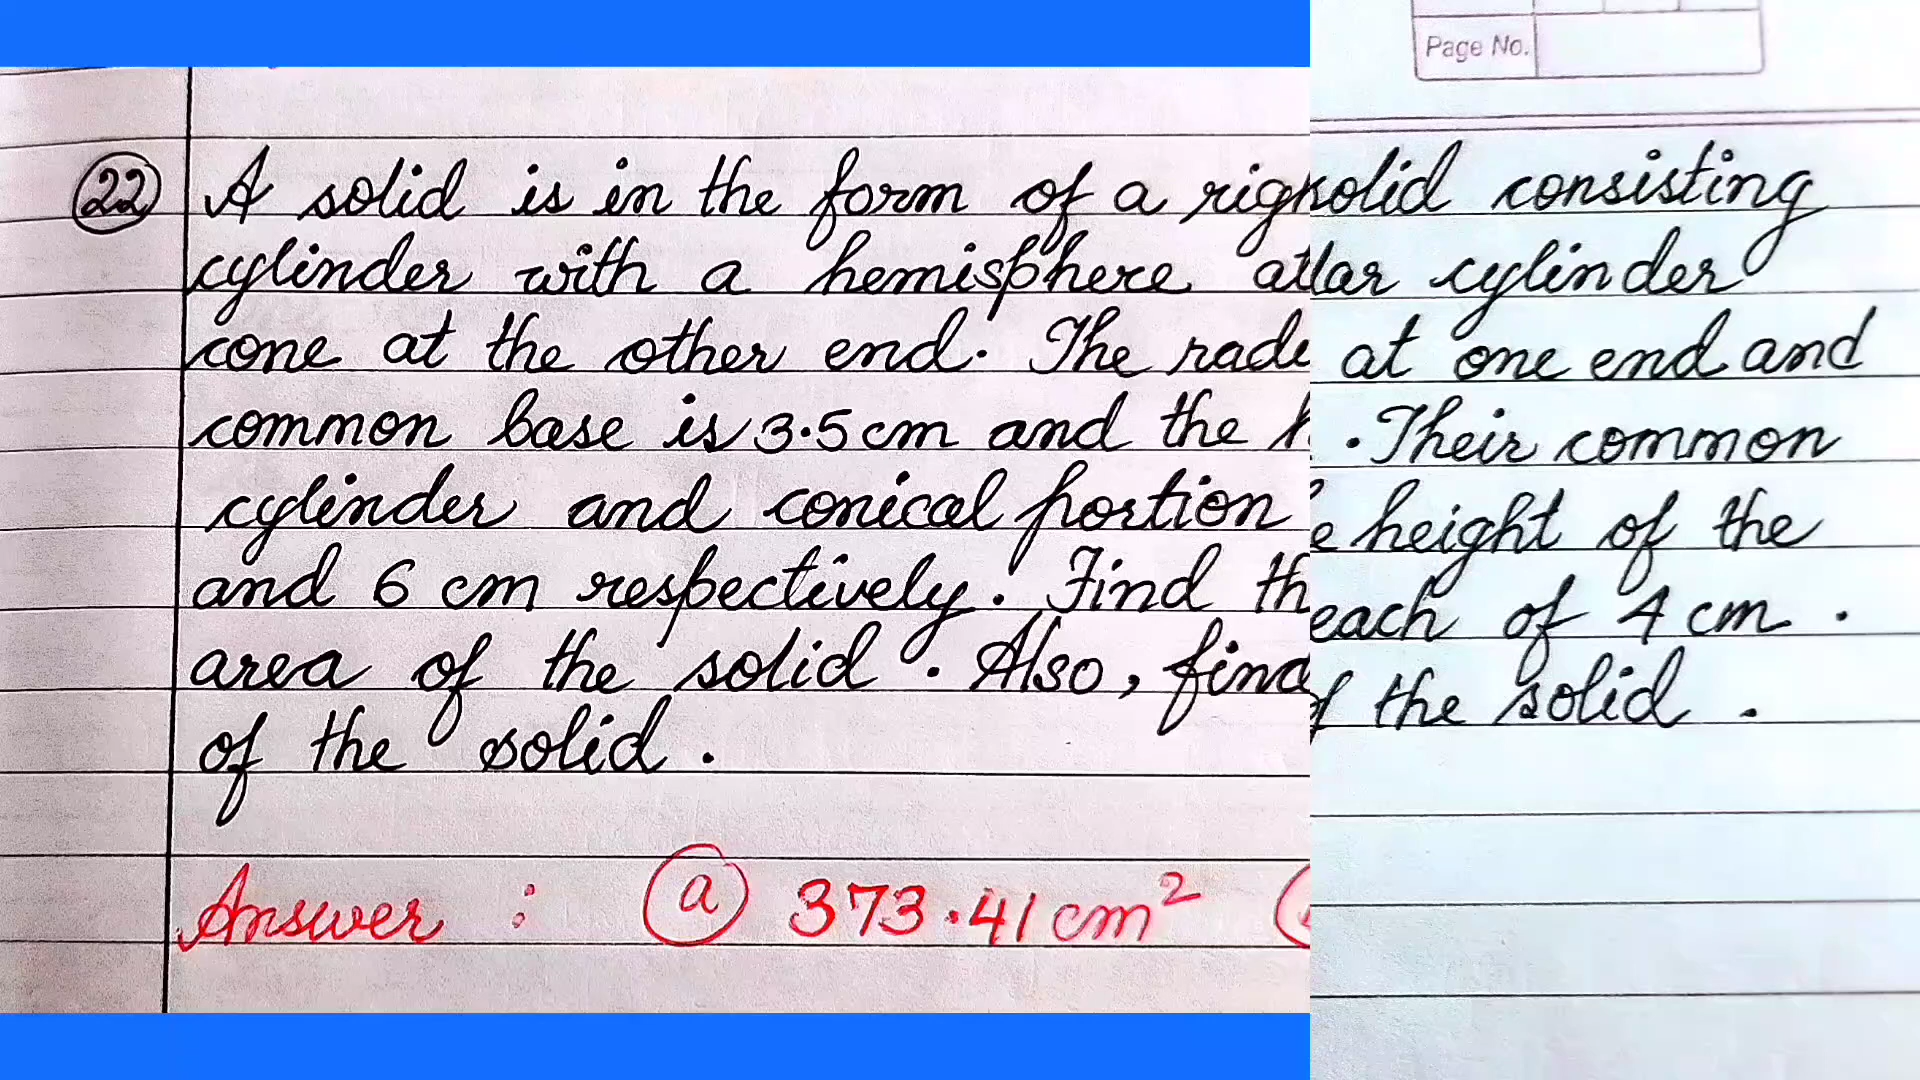 Page No.
22 A solid is in the form of a rig
cylinder with a hemisphere at
cone at the other end. The radi
common base is 3.5 cm and the h
cylinder and conical portion
and 6 cm respectively. Find th
area of the solid. Also, find
of the solid.
Answer : a 373.41 cm²
solid consisting
lar cylinder
at one end and
. Their common
e height of the
each of 4 cm.
f the solid.